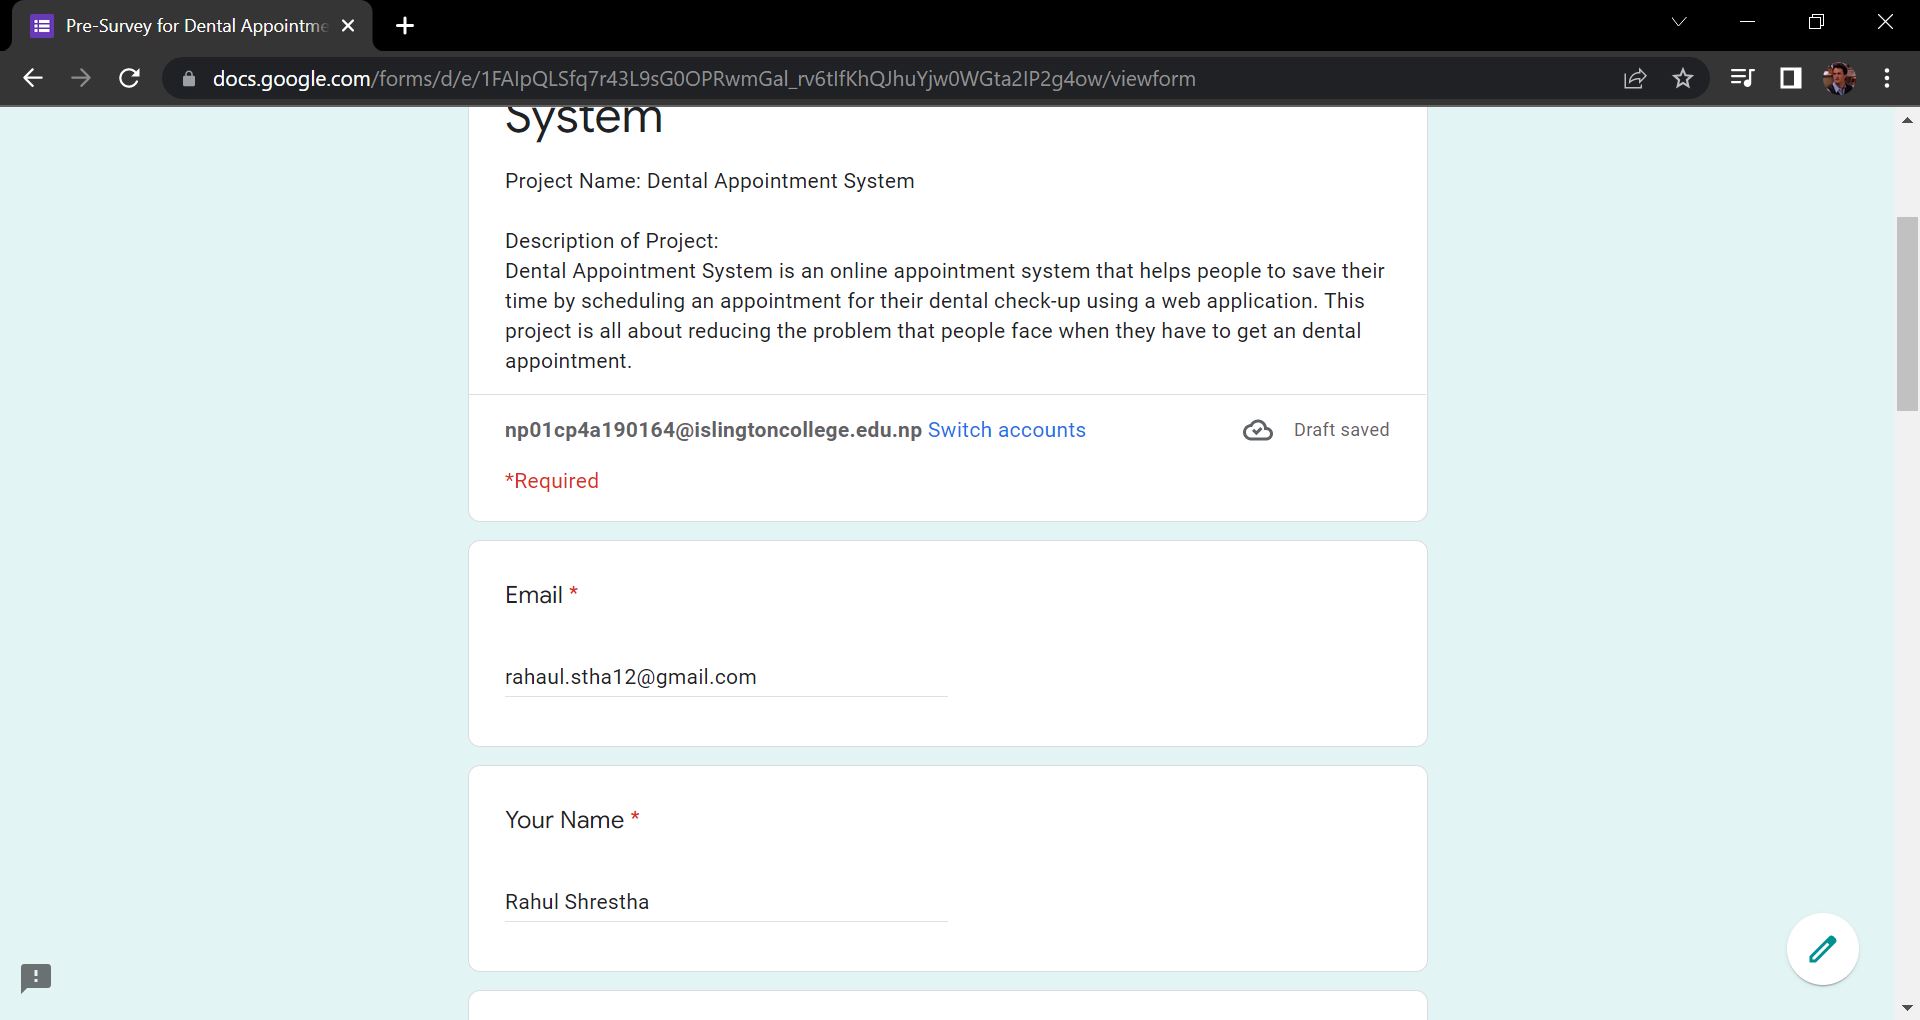 Pre-Survey for Dental Appointme
docs.google.com/forms/d/e/1FAIpQLSfq7r43L9sG0OPRwmGal_rv6tIfKhQJhuYjw0WGta2IP2g4ow/viewform
System
Project Name: Dental Appointment System
Description of Project:
Dental Appointment System is an online appointment system that helps people to save their
time by scheduling an appointment for their dental check-up using a web application. This
project is all about reducing the problem that people face when they have to get an dental
appointment.
np01cp4a190164@islingtoncollege.edu.np Switch accounts
Draft saved
*Required
Email *
rahaul.stha12@gmail.com
Your Name *
Rahul Shrestha